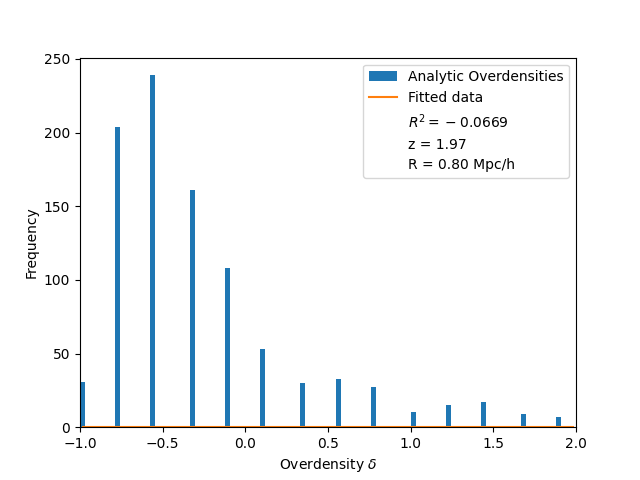 250
200
150
100
50
0
Frequency
−1.0 −0.5 0.0 0.5 1.0 1.5 2.0
Overdensity δ
Analytic Overdensities
Fitted data
R² = − 0.0669
z = 1.97
R = 0.80 Mpc/h